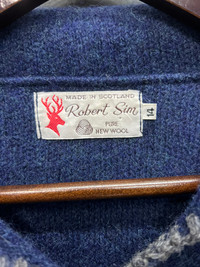 MADE IN SCOTLAND
Robert Sim
PURE
NEW WOOL
14